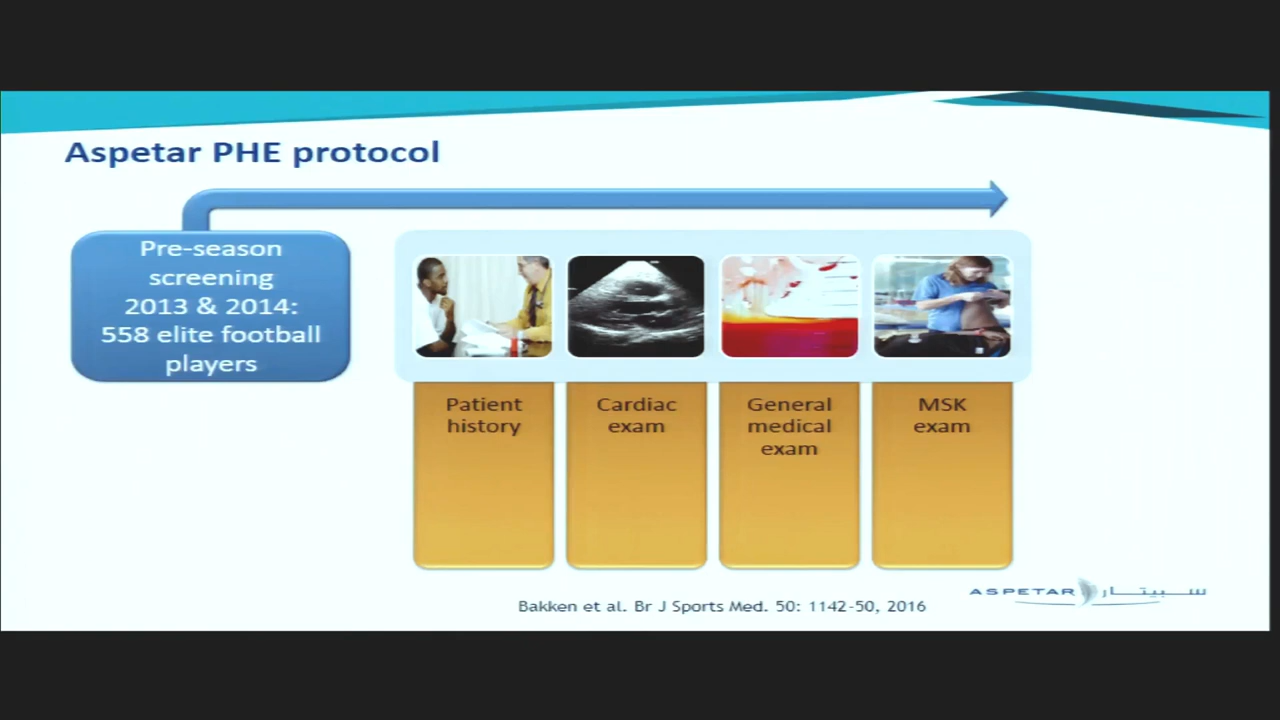 Aspetar PHE protocol
Pre-season
screening
2013 & 2014:
558 elite football
players
Patient
history
Cardiac
exam
General
medical
exam
MSK
exam
Bakken et al. Br J Sports Med. 50: 1142-50, 2016
ASPETAR سبيتار